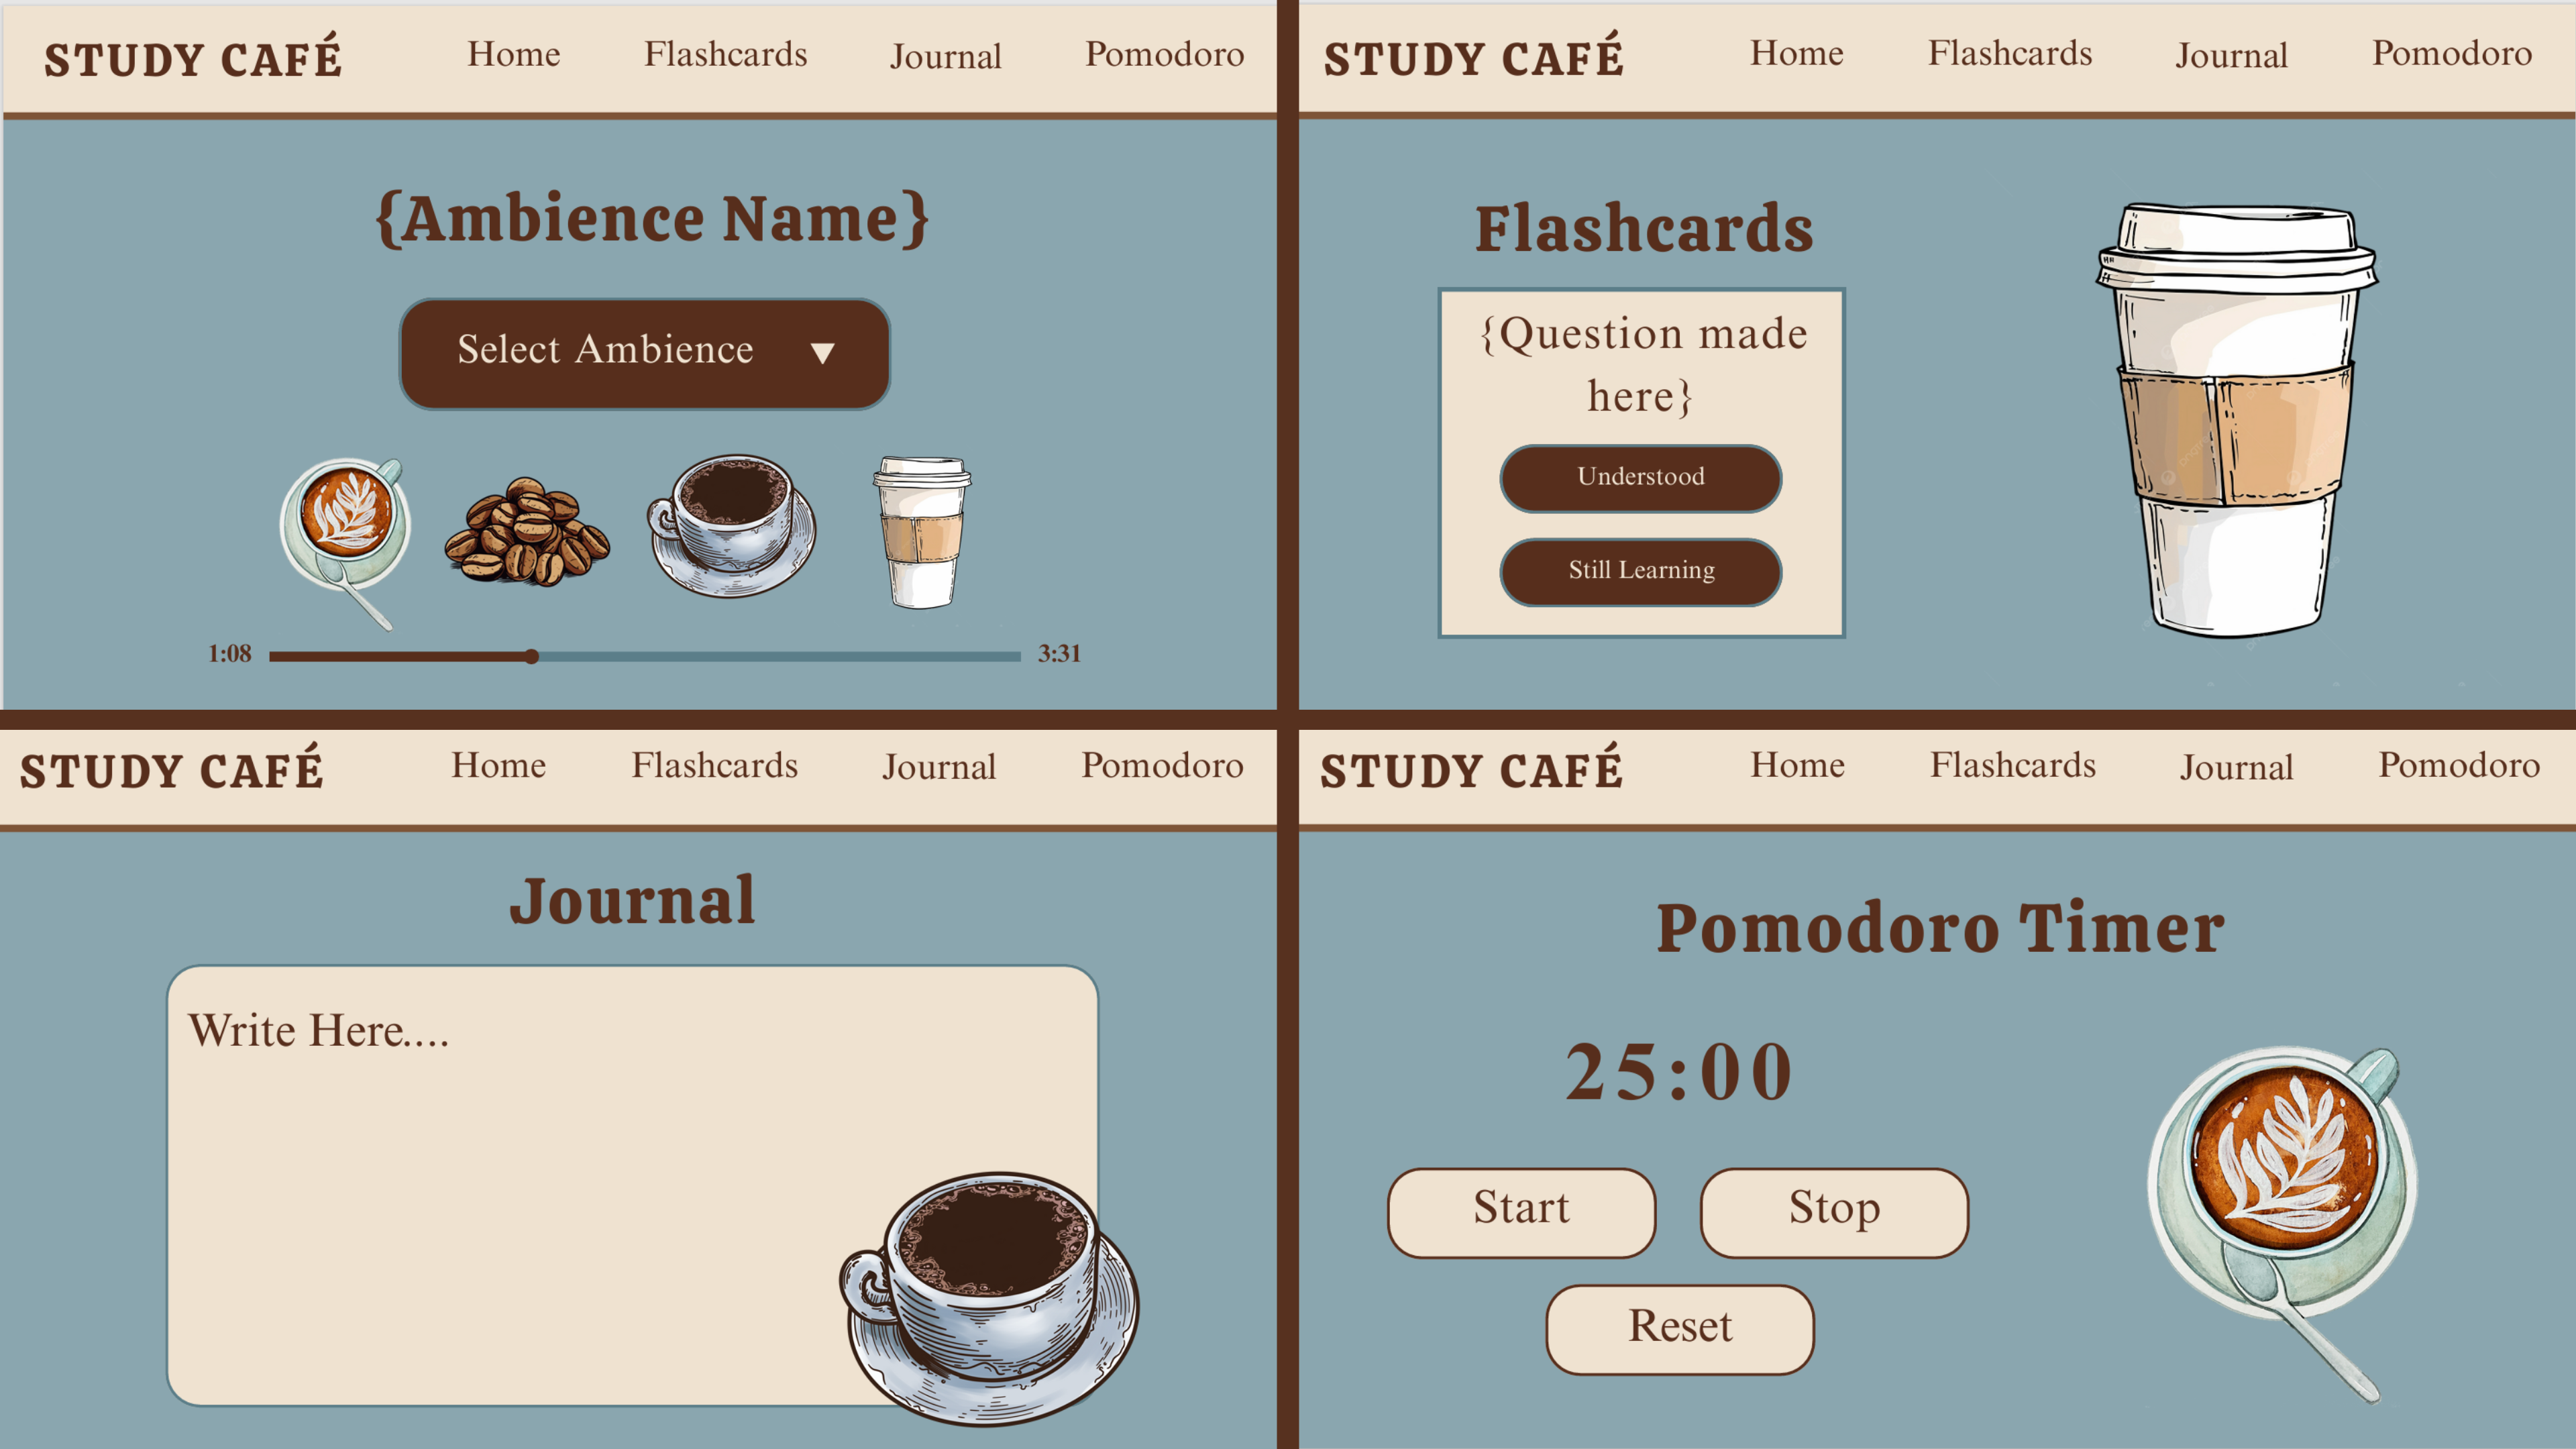 STUDY CAFÉ Home Flashcards Journal Pomodoro
{Ambience Name}
Select Ambience
1:08 3:31
STUDY CAFÉ Home Flashcards Journal Pomodoro
Flashcards
{Question made
here}
Understood
Still Learning
STUDY CAFÉ Home Flashcards Journal Pomodoro
Journal
Write Here....
STUDY CAFÉ Home Flashcards Journal Pomodoro
Pomodoro Timer
25:00
Start Stop
Reset